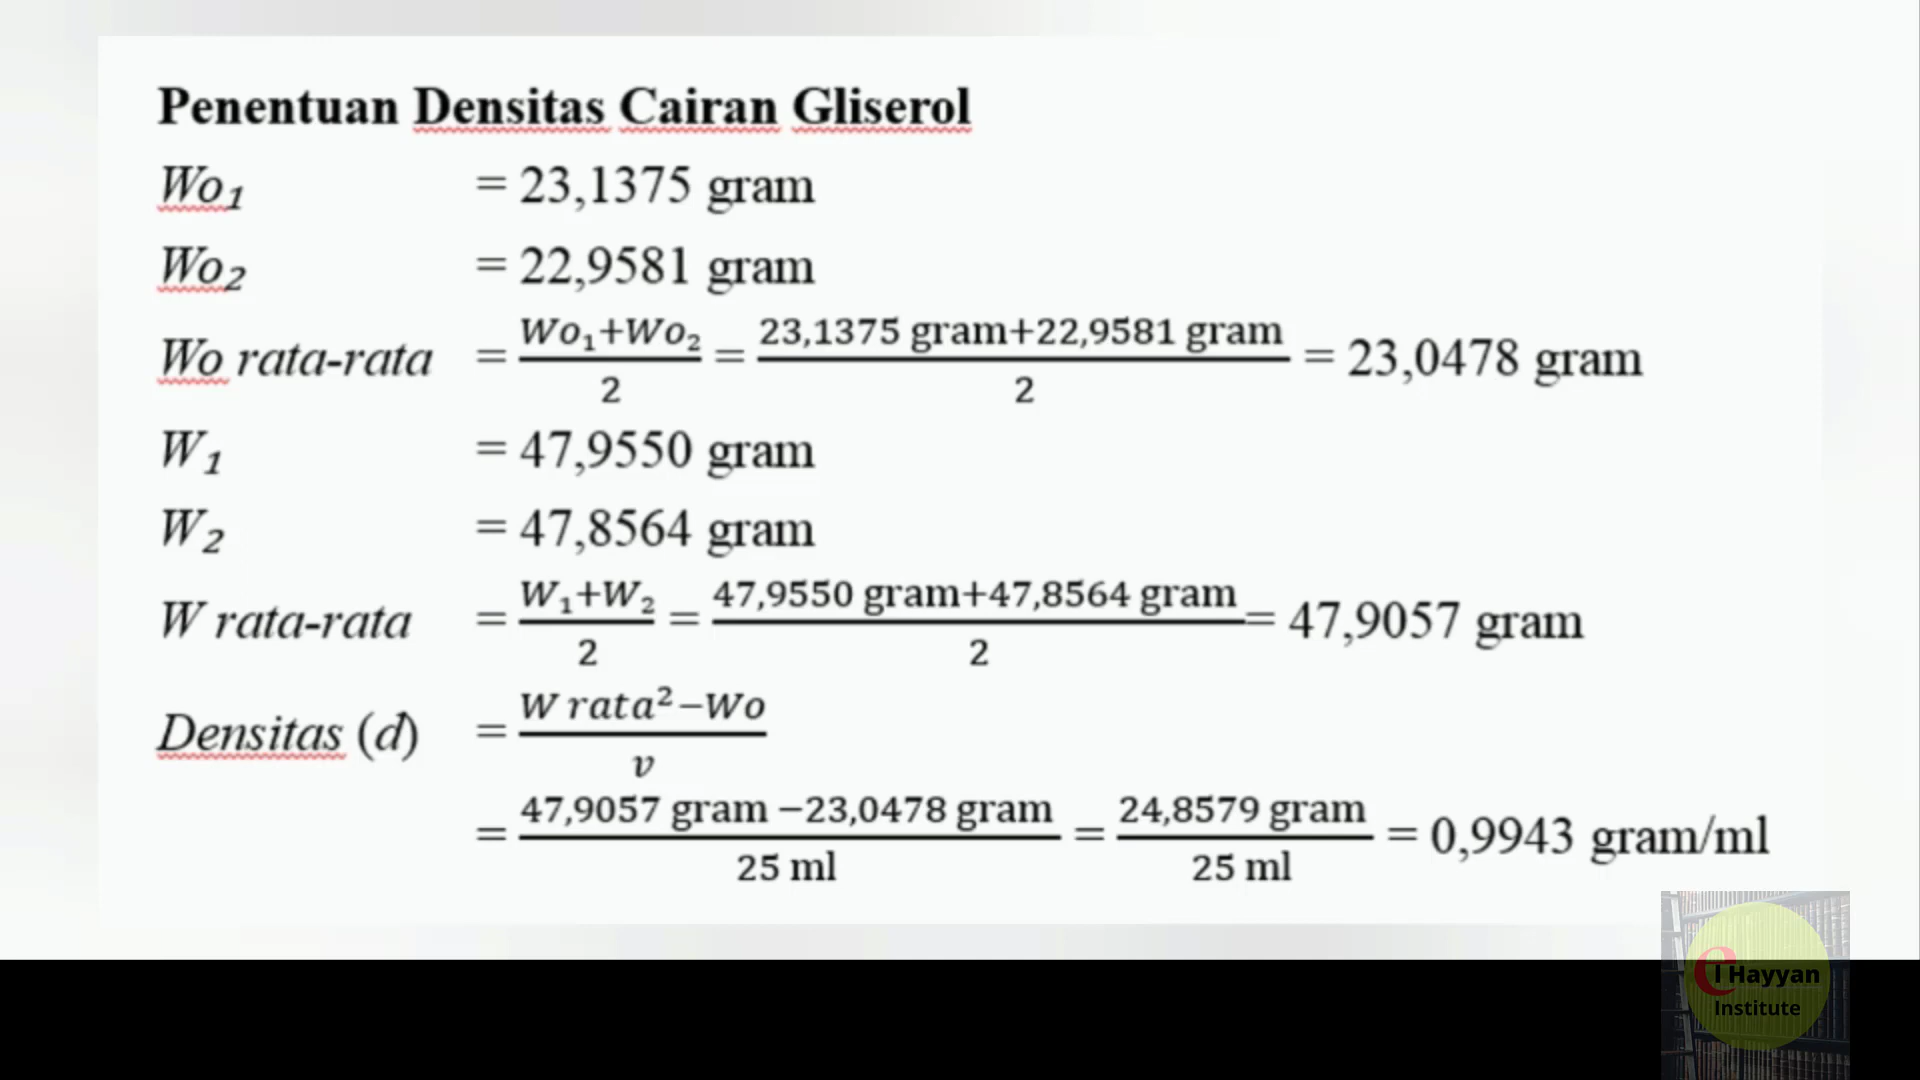 Penentuan Densitas Cairan Gliserol
Wo₁ = 23,1375 gram
Wo₂ = 22,9581 gram
Wo rata-rata = (Wo₁+Wo₂)/2 = (23,1375 gram+22,9581 gram)/2 = 23,0478 gram
W₁ = 47,9550 gram
W₂ = 47,8564 gram
W rata-rata = (W₁+W₂)/2 = (47,9550 gram+47,8564 gram)/2 = 47,9057 gram
Densitas (d) = (W rata²−Wo)/v
= (47,9057 gram −23,0478 gram)/25 ml = 24,8579 gram/25 ml = 0,9943 gram/ml
el Hayyan
Institute